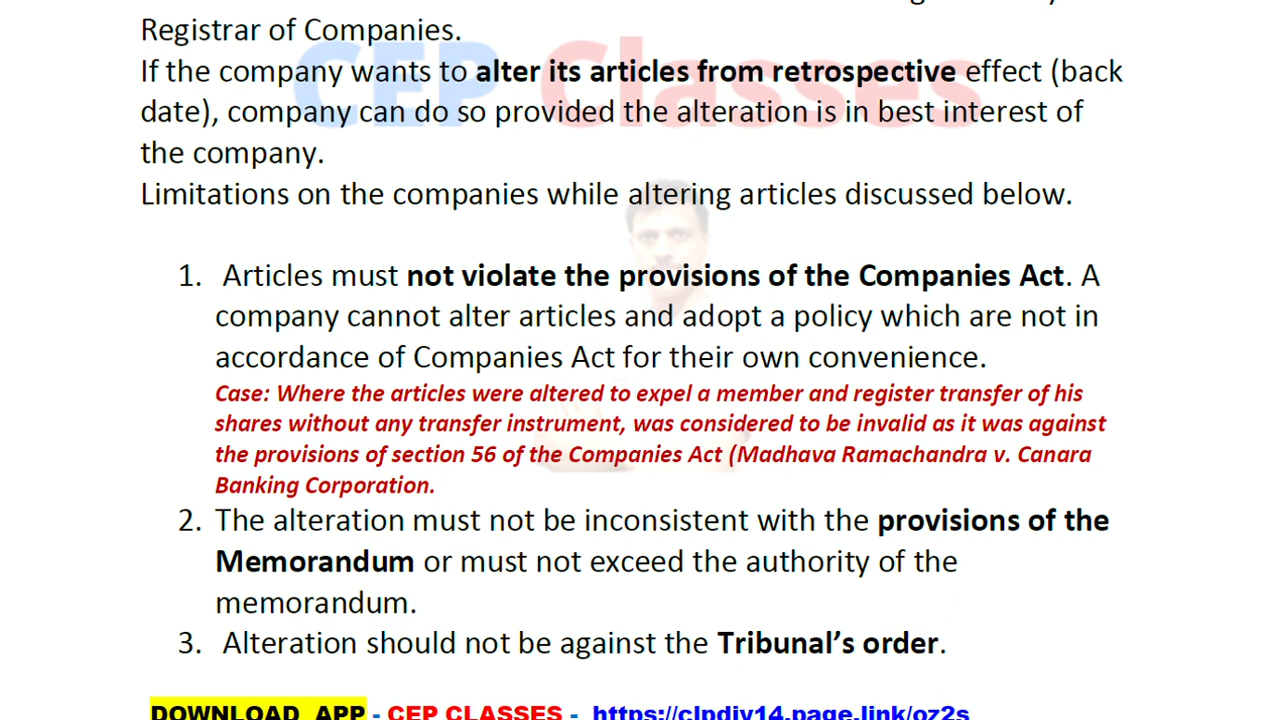 Registrar of Companies.
If the company wants to alter its articles from retrospective effect (back
date), company can do so provided the alteration is in best interest of
the company.
Limitations on the companies while altering articles discussed below.
1. Articles must not violate the provisions of the Companies Act. A
company cannot alter articles and adopt a policy which are not in
accordance of Companies Act for their own convenience.
Case: Where the articles were altered to expel a member and register transfer of his
shares without any transfer instrument, was considered to be invalid as it was against
the provisions of section 56 of the Companies Act (Madhava Ramachandra v. Canara
Banking Corporation.
2. The alteration must not be inconsistent with the provisions of the
Memorandum or must not exceed the authority of the
memorandum.
3. Alteration should not be against the Tribunal's order.
DOWNLOAD APP - CEP CLASSES - https://clpdiv14.page.link/oz2s
CEP Classes